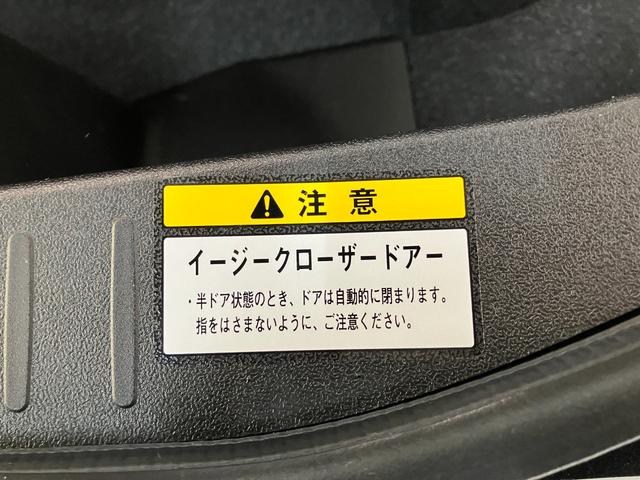 注意
イージークローザードアー
・半ドア状態のとき、ドアは自動的に閉まります。
指をはさまないように、ご注意ください。